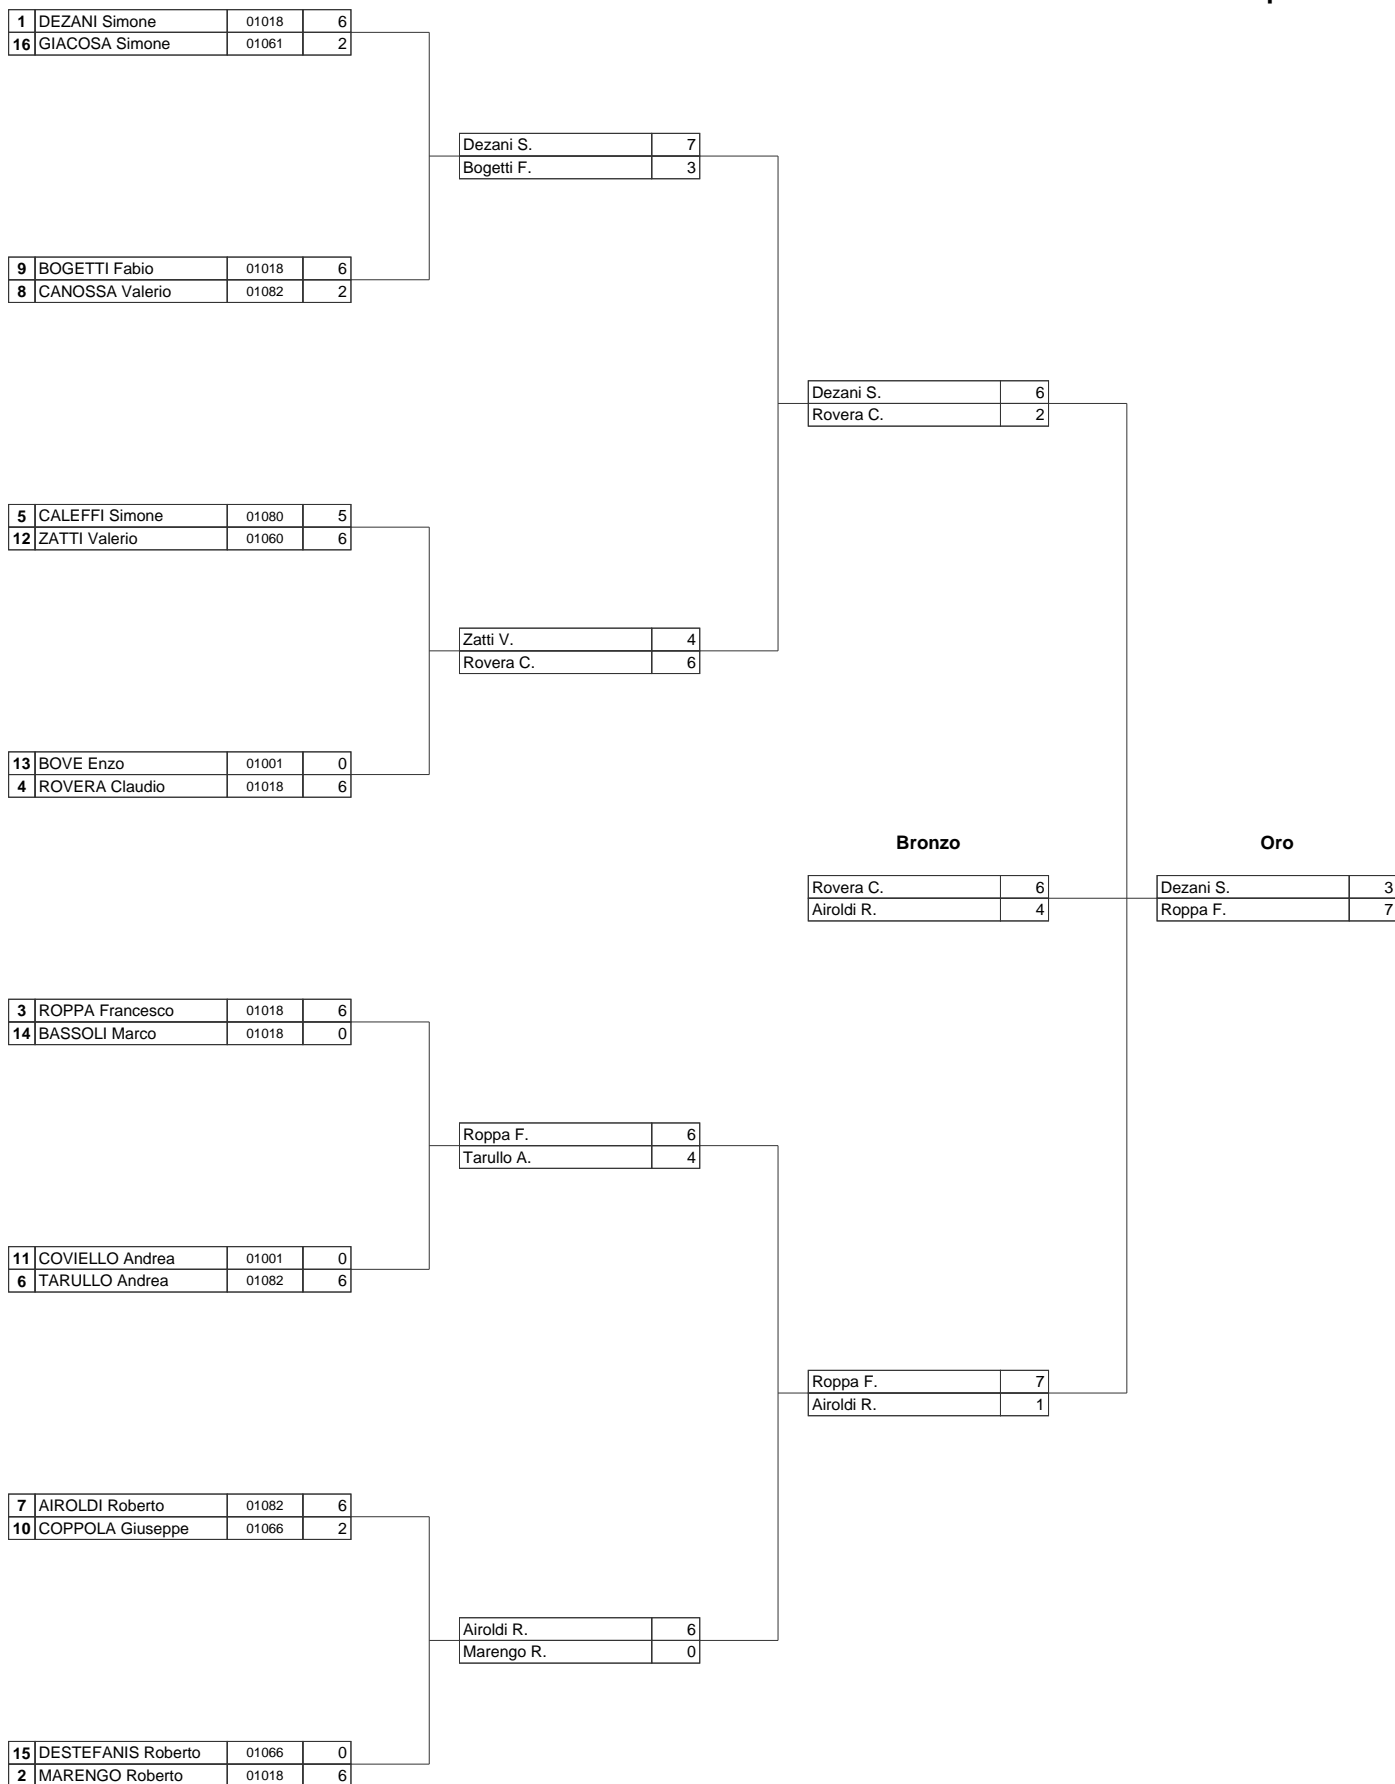 1 DEZANI Simone 01018 6
16 GIACOSA Simone 01061 2
Dezani S. 7
Bogetti F. 3
9 BOGETTI Fabio 01018 6
8 CANOSSA Valerio 01082 2
Dezani S. 6
Rovera C. 2
5 CALEFFI Simone 01080 5
12 ZATTI Valerio 01060 6
Zatti V. 4
Rovera C. 6
13 BOVE Enzo 01001 0
4 ROVERA Claudio 01018 6
Bronzo Oro
Rovera C. 6 Dezani S. 3
Airoldi R. 4 Roppa F. 7
3 ROPPA Francesco 01018 6
14 BASSOLI Marco 01018 0
Roppa F. 6
Tarullo A. 4
11 COVIELLO Andrea 01001 0
6 TARULLO Andrea 01082 6
Roppa F. 7
Airoldi R. 1
7 AIROLDI Roberto 01082 6
10 COPPOLA Giuseppe 01066 2
Airoldi R. 6
Marengo R. 0
15 DESTEFANIS Roberto 01066 0
2 MARENGO Roberto 01018 6